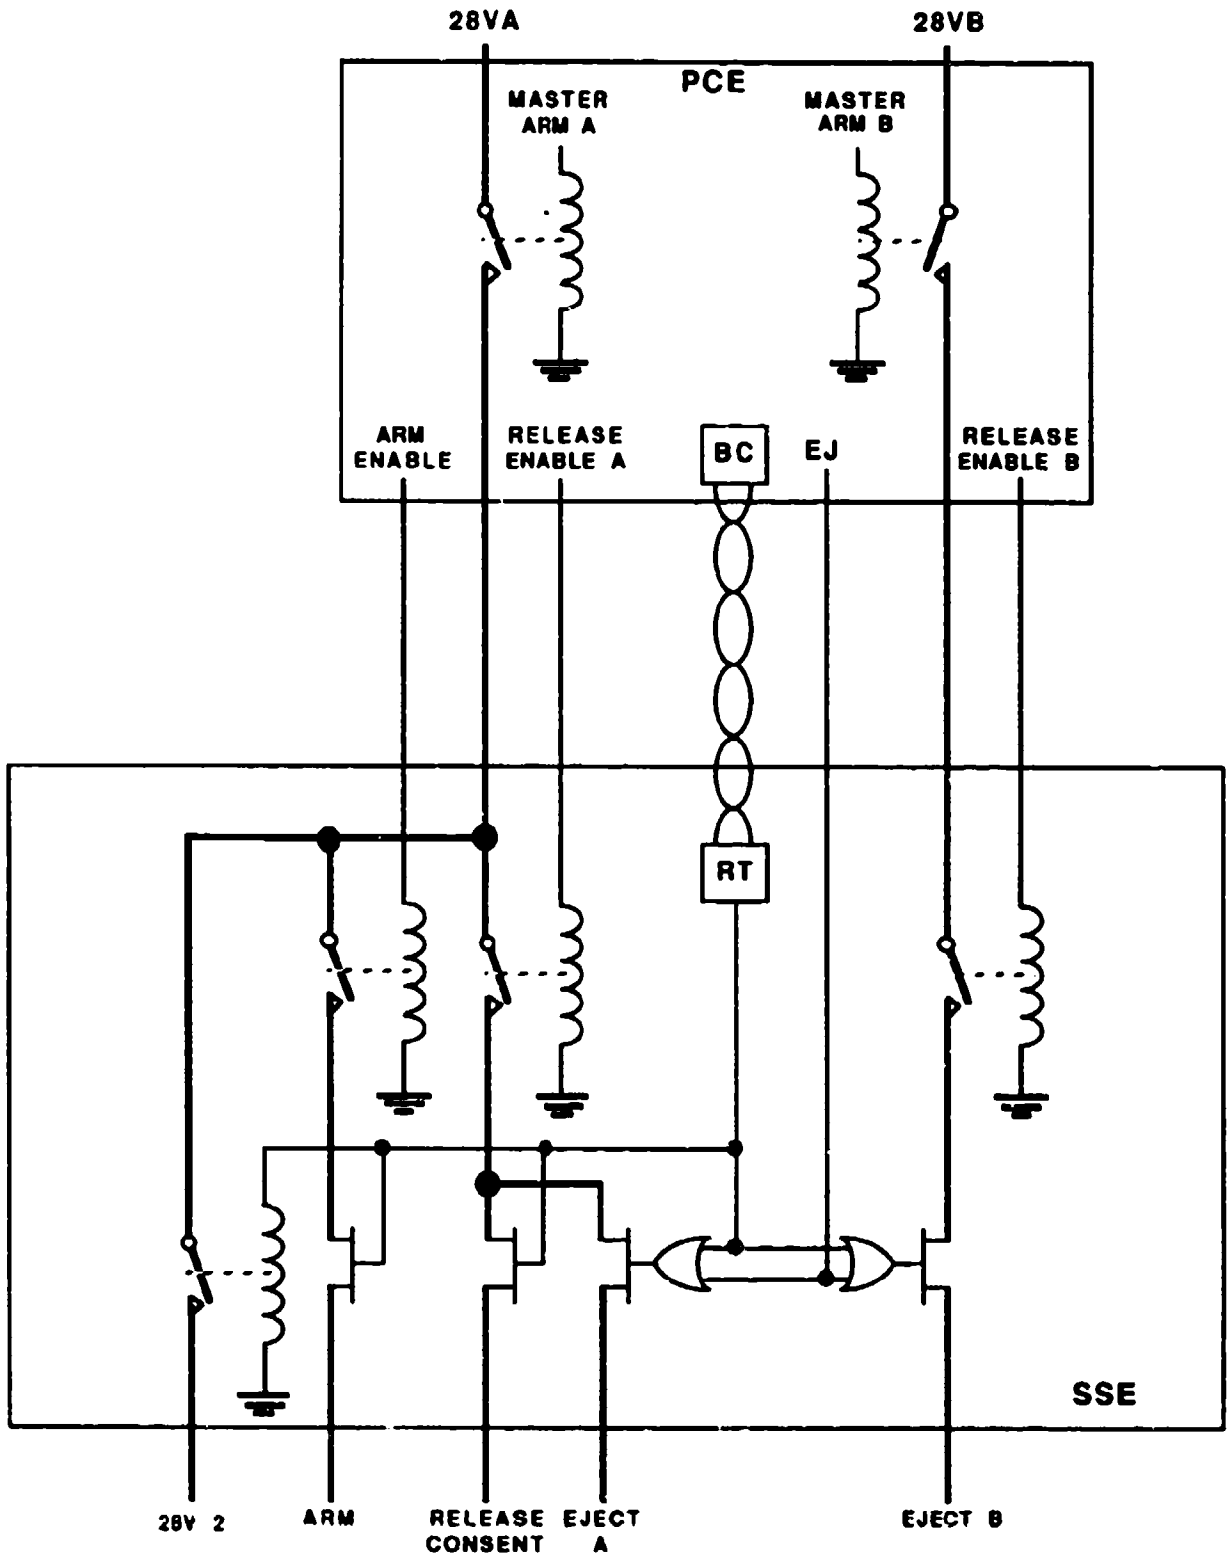 28VA
28VB
PCE
MASTER
ARM A
MASTER
ARM B
ARM
ENABLE
RELEASE
ENABLE A
BC
EJ
RELEASE
ENABLE B
RT
SSE
28V 2
ARM
RELEASE
CONSENT
EJECT
A
EJECT B